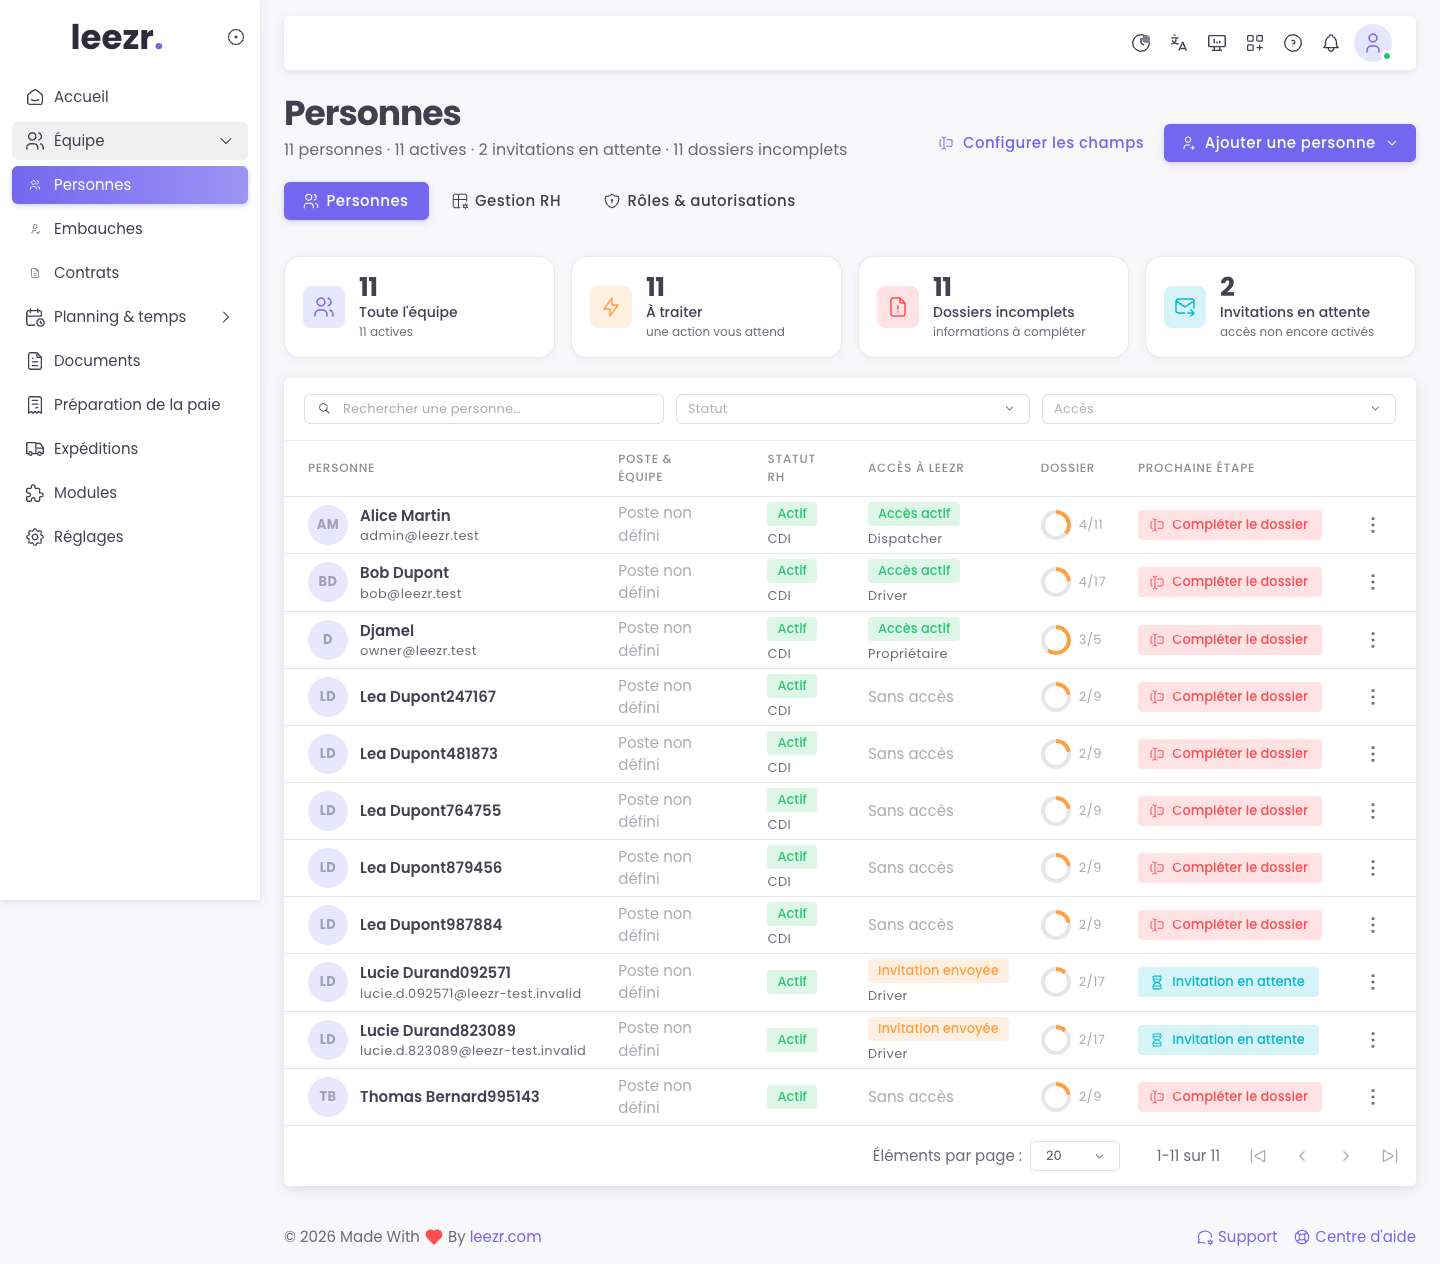 leezr.
Accueil
Équipe
Personnes
Embauches
Contrats
Planning & temps
Documents
Préparation de la paie
Expéditions
Modules
Réglages
Personnes
11 personnes · 11 actives · 2 invitations en attente · 11 dossiers incomplets
Configurer les champs
Ajouter une personne
Personnes
Gestion RH
Rôles & autorisations
11
Toute l'équipe
11 actives
11
À traiter
une action vous attend
11
Dossiers incomplets
informations à compléter
2
Invitations en attente
accès non encore activés
Rechercher une personne...
Statut
Accès
PERSONNE
POSTE &
ÉQUIPE
STATUT
RH
ACCÈS À LEEZR
DOSSIER
PROCHAINE ÉTAPE
AM
Alice Martin
admin@leezr.test
Poste non
défini
Actif
CDI
Accès actif
Dispatcher
4/11
Compléter le dossier
BD
Bob Dupont
bob@leezr.test
Poste non
défini
Actif
CDI
Accès actif
Driver
4/17
Compléter le dossier
D
Djamel
owner@leezr.test
Poste non
défini
Actif
CDI
Accès actif
Propriétaire
3/5
Compléter le dossier
LD
Lea Dupont247167
Poste non
défini
Actif
CDI
Sans accès
2/9
Compléter le dossier
LD
Lea Dupont481873
Poste non
défini
Actif
CDI
Sans accès
2/9
Compléter le dossier
LD
Lea Dupont764755
Poste non
défini
Actif
CDI
Sans accès
2/9
Compléter le dossier
LD
Lea Dupont879456
Poste non
défini
Actif
CDI
Sans accès
2/9
Compléter le dossier
LD
Lea Dupont987884
Poste non
défini
Actif
CDI
Sans accès
2/9
Compléter le dossier
LD
Lucie Durand092571
lucie.d.092571@leezr-test.invalid
Poste non
défini
Actif
Invitation envoyée
Driver
2/17
Invitation en attente
LD
Lucie Durand823089
lucie.d.823089@leezr-test.invalid
Poste non
défini
Actif
Invitation envoyée
Driver
2/17
Invitation en attente
TB
Thomas Bernard995143
Poste non
défini
Actif
Sans accès
2/9
Compléter le dossier
Éléments par page :
20
1-11 sur 11
© 2026 Made With
By leezr.com
Support
Centre d'aide